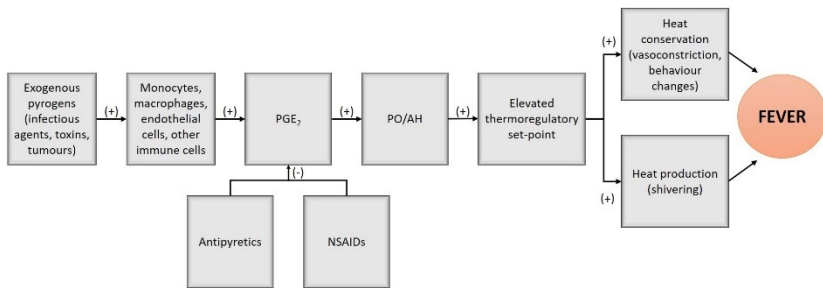 Exogenous
pyrogens
(infectious
agents, toxins,
tumours)
(+)
Monocytes,
macrophages,
endothelial
cells, other
immune cells
(+)
PGE₂
(+)
PO/AH
(+)
Elevated
thermoregulatory
set-point
(+)
Heat
conservation
(vasoconstriction,
behaviour
changes)
(+)
Heat production
(shivering)
FEVER
(-)
Antipyretics
NSAIDs